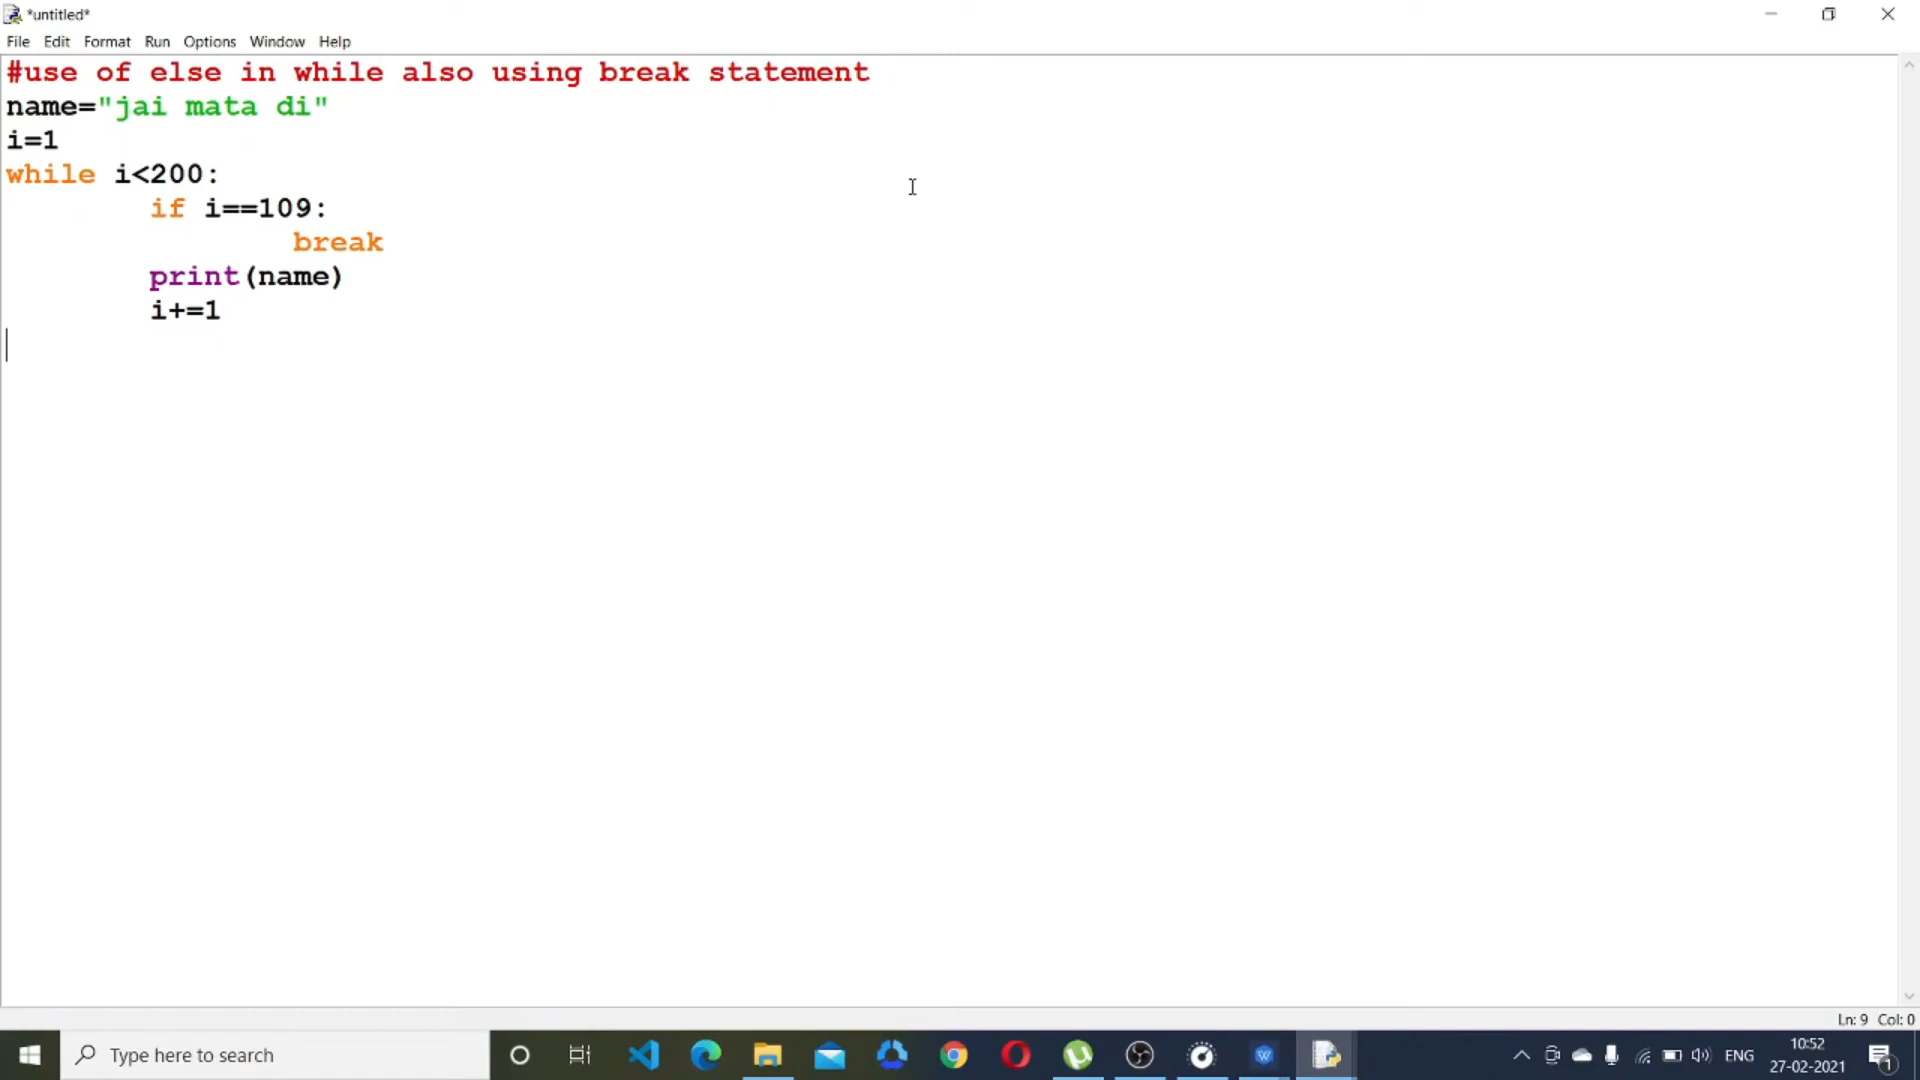 *untitled*
File Edit Format Run Options Window Help
#use of else in while also using break statement
name="jai mata di"
i=1
while i<200:
        if i==109:
                break
        print(name)
        i+=1
Ln: 9 Col: 0
Type here to search
ENG
10:52
27-02-2021
1